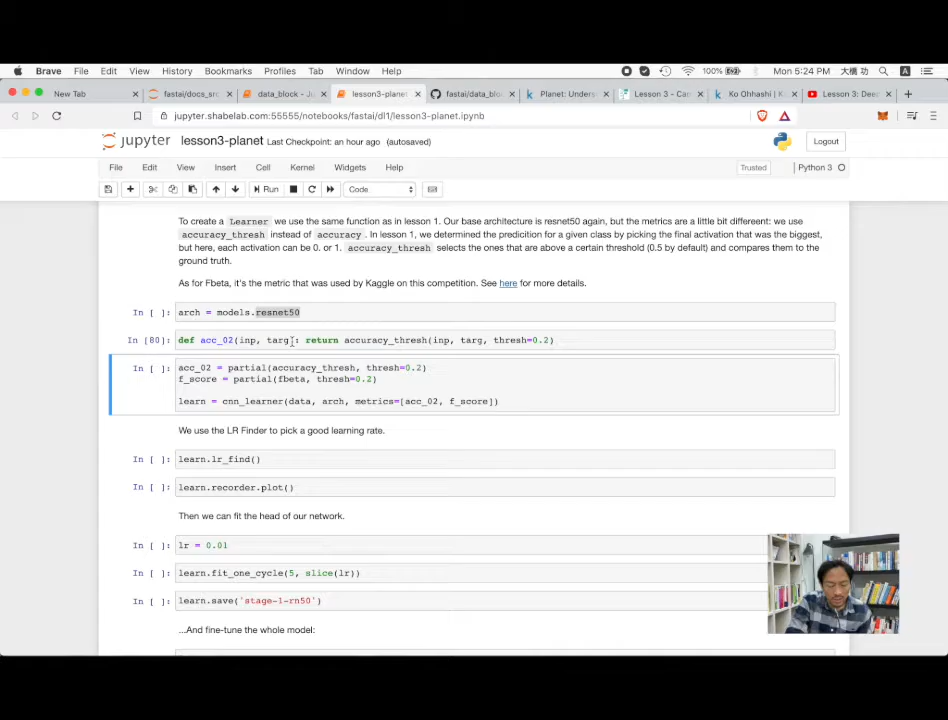 Brave File Edit View History Bookmarks Profiles Tab Window Help 100% Mon 5:24 PM 大橋 功 A
New Tab fastai/docs_src data_block - Ju lesson3-planet fastai/data_blo Planet: Unders Lesson 3 - Ca Ko Ohhashi | K Lesson 3: Dee
jupyter.shabelab.com:55555/notebooks/fastai/dl1/lesson3-planet.ipynb
jupyter lesson3-planet Last Checkpoint: an hour ago (autosaved) Logout
File Edit View Insert Cell Kernel Widgets Help Trusted Python 3
Run Code
To create a Learner we use the same function as in lesson 1. Our base architecture is resnet50 again, but the metrics are a little bit differeent: we use
accuracy_thresh instead of accuracy . In lesson 1, we determined the predicition for a given class by picking the final activation that was the biggest,
but here, each activation can be 0. or 1. accuracy_thresh selects the ones that are above a certain threshold (0.5 by default) and compares them to the
ground truth.
As for Fbeta, it's the metric that was used by Kaggle on this competition. See here for more details.
In [ ]: arch = models.resnet50
In [80]: def acc_02(inp, targ): return accuracy_thresh(inp, targ, thresh=0.2)
In [ ]: acc_02 = partial(accuracy_thresh, thresh=0.2)
f_score = partial(fbeta, thresh=0.2)
learn = cnn_learner(data, arch, metrics=[acc_02, f_score])
We use the LR Finder to pick a good learning rate.
In [ ]: learn.lr_find()
In [ ]: learn.recorder.plot()
Then we can fit the head of our network.
In [ ]: lr = 0.01
In [ ]: learn.fit_one_cycle(5, slice(lr))
In [ ]: learn.save('stage-1-rn50')
...And fine-tune the whole model: